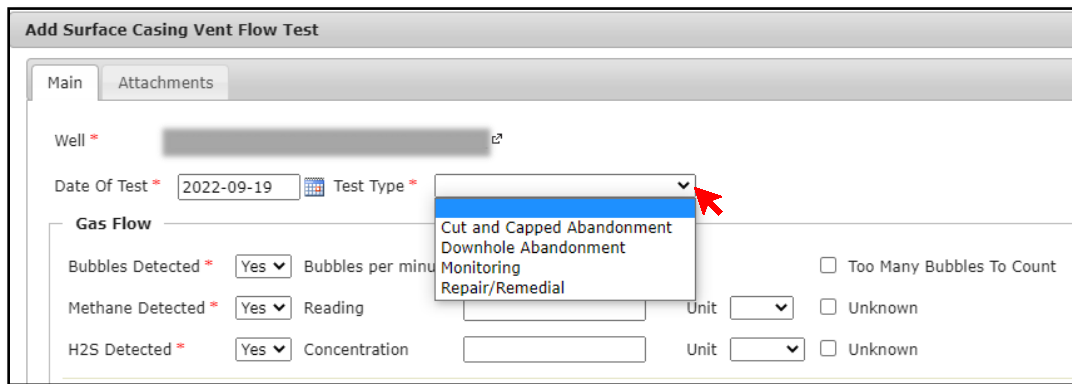 Add Surface Casing Vent Flow Test
Main Attachments
Well *
Date Of Test * 2022-09-19 Test Type *
Gas Flow
Cut and Capped Abandonment
Downhole Abandonment
Monitoring
Repair/Remedial
Bubbles Detected * Yes Bubbles per minu Too Many Bubbles To Count
Methane Detected * Yes Reading Unit Unknown
H2S Detected * Yes Concentration Unit Unknown